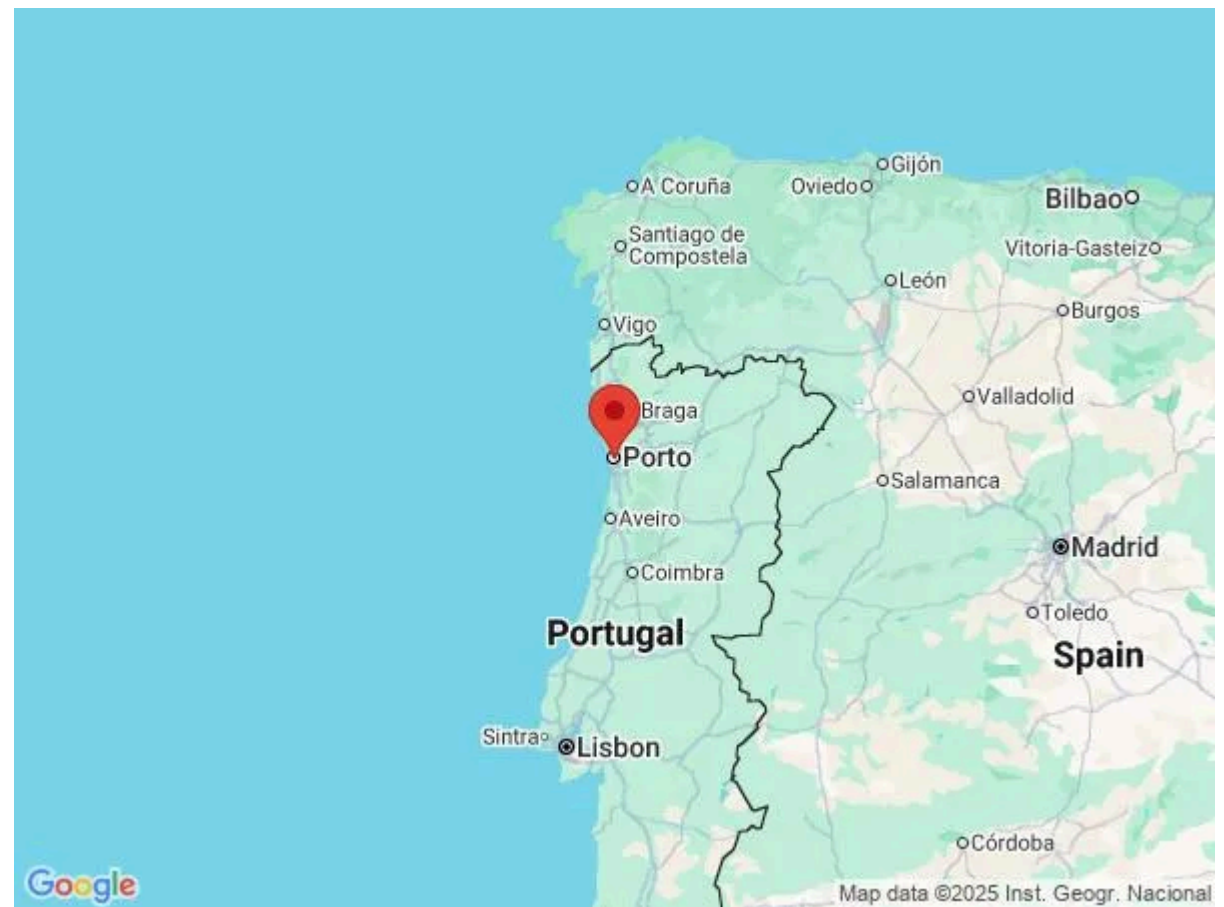 Gijón
A Coruña
Oviedo
Bilbao
Santiago de
Compostela
Vitoria-Gasteiz
León
Burgos
Vigo
Valladolid
Braga
Porto
Salamanca
Aveiro
Madrid
Coimbra
Toledo
Portugal
Spain
Sintra
Lisbon
Córdoba
Google
Map data ©2025 Inst. Geogr. Nacional